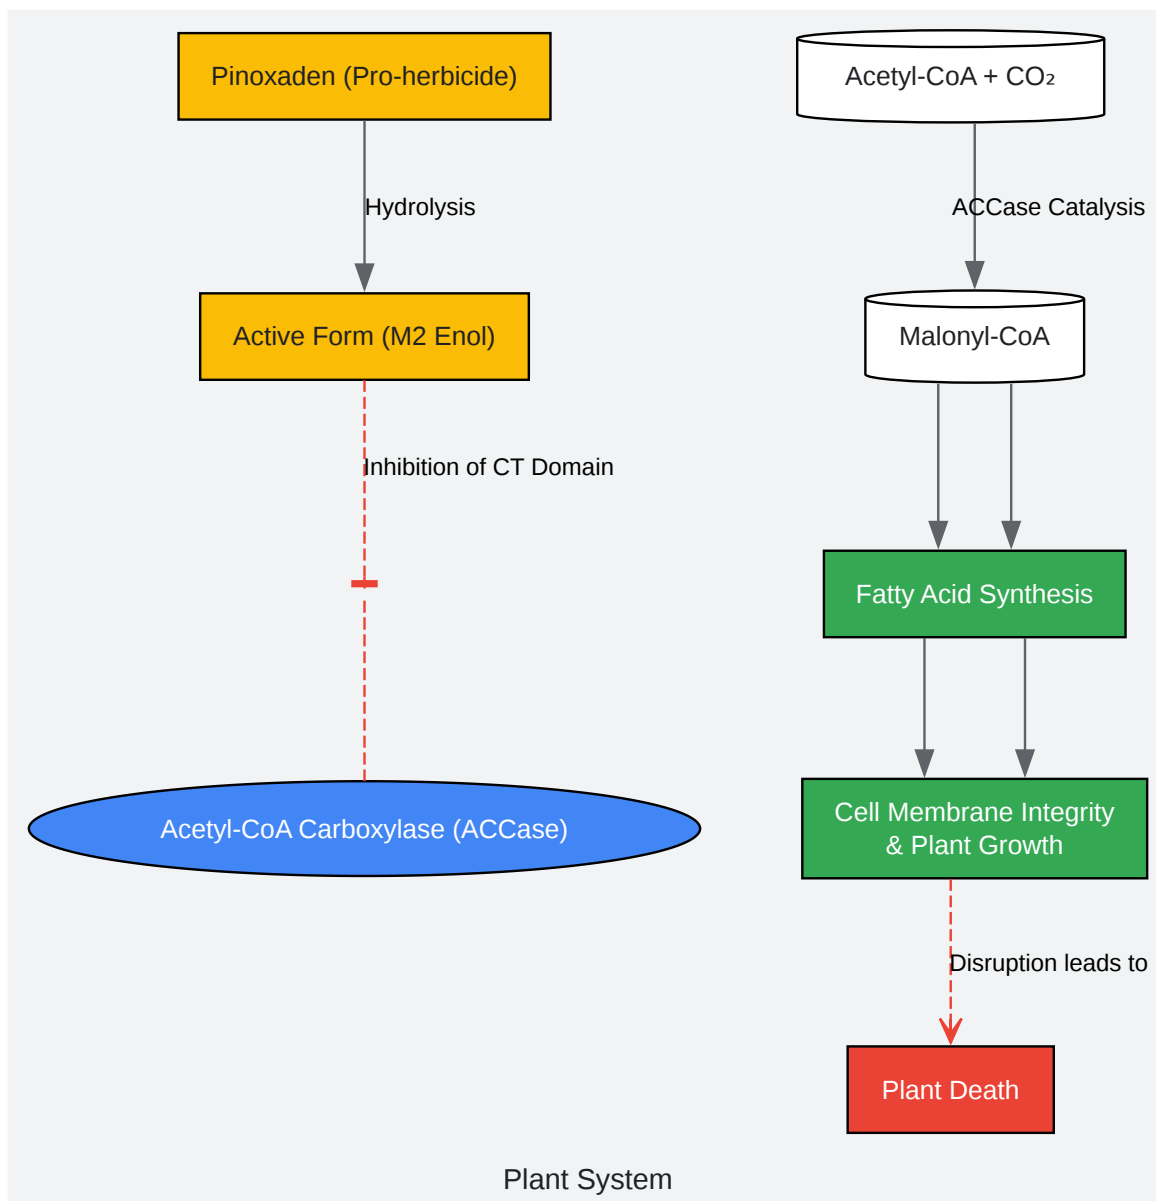 Pinoxaden (Pro-herbicide)
Acetyl-CoA + CO₂
Hydrolysis
ACCase Catalysis
Active Form (M2 Enol)
Malonyl-CoA
Inhibition of CT Domain
Fatty Acid Synthesis
Acetyl-CoA Carboxylase (ACCase)
Cell Membrane Integrity
& Plant Growth
Disruption leads to
Plant Death
Plant System